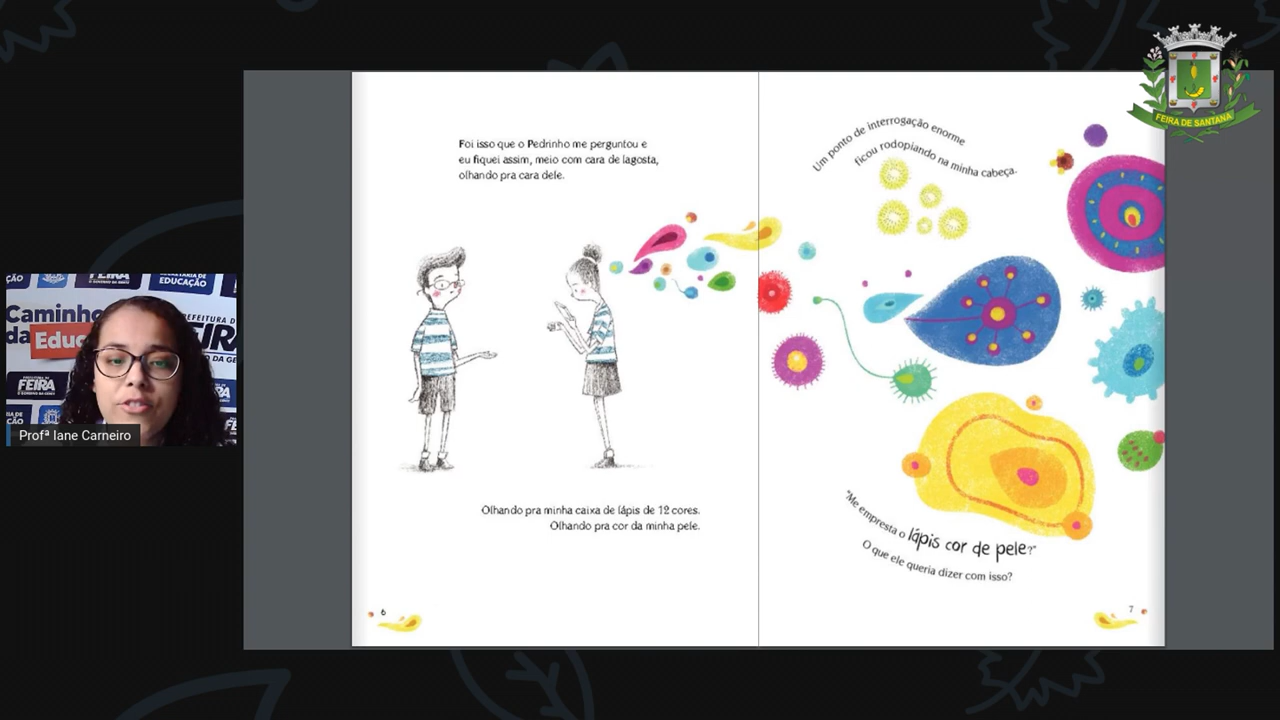 FEIRA DE SANTANA
Foi isso que o Pedrinho me perguntou e
eu fiquei assim, meio com cara de lagosta,
olhando pra cara dele.
Olhando pra minha caixa de lápis de 12 cores.
Olhando pra cor da minha pele.
6
Um ponto de interrogação enorme
ficou rodopiando na minha cabeça.
"Me empresta o lápis cor de pele?"
O que ele queria dizer com isso?
7
Caminho
da Educ
EDUCAÇÃO
FEIRA
FEIRA
Profª Iane Carneiro